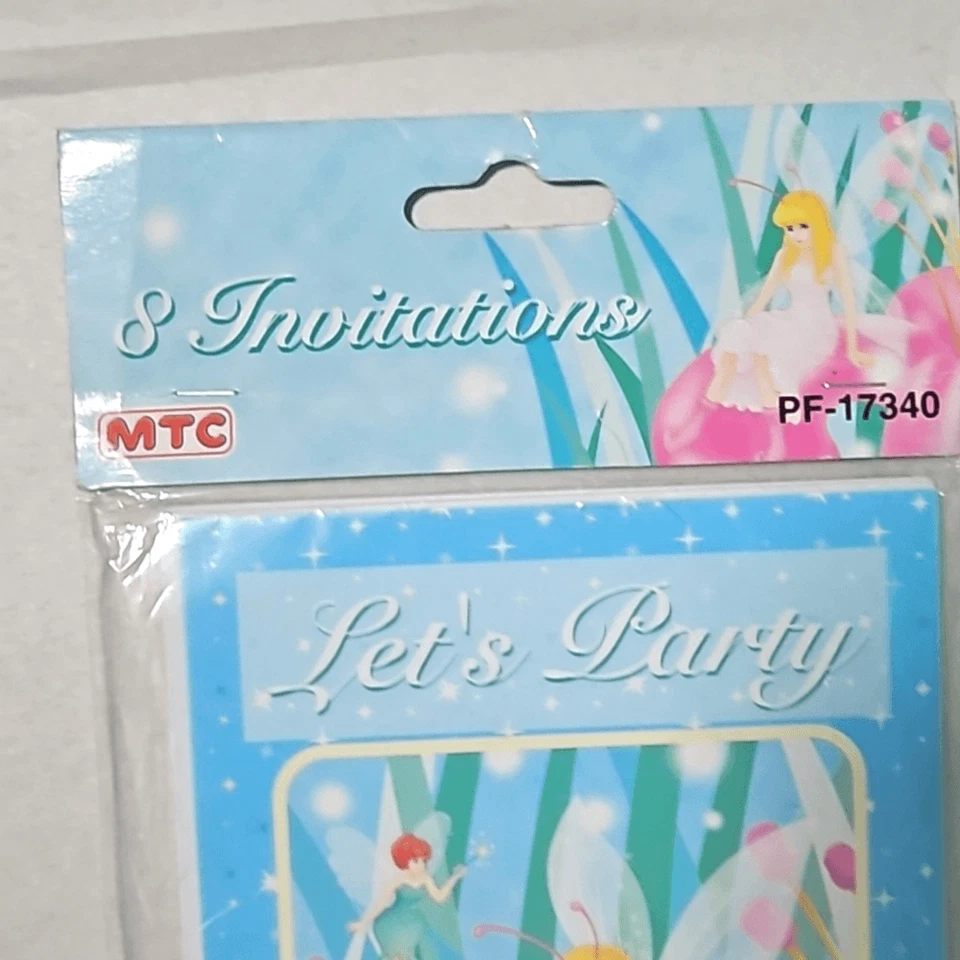 8 Invitations
MTC
PF-17340
Let's Party